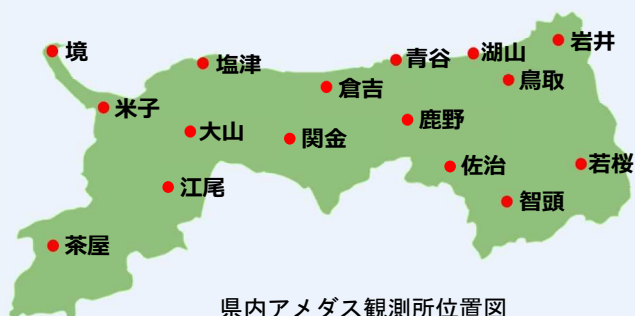 岩井
境
湖山
青谷
塩津
鳥取
倉吉
米子
鹿野
大山
関金
若桜
佐治
江尾
智頭
茶屋
県内アメダス観測所位置図